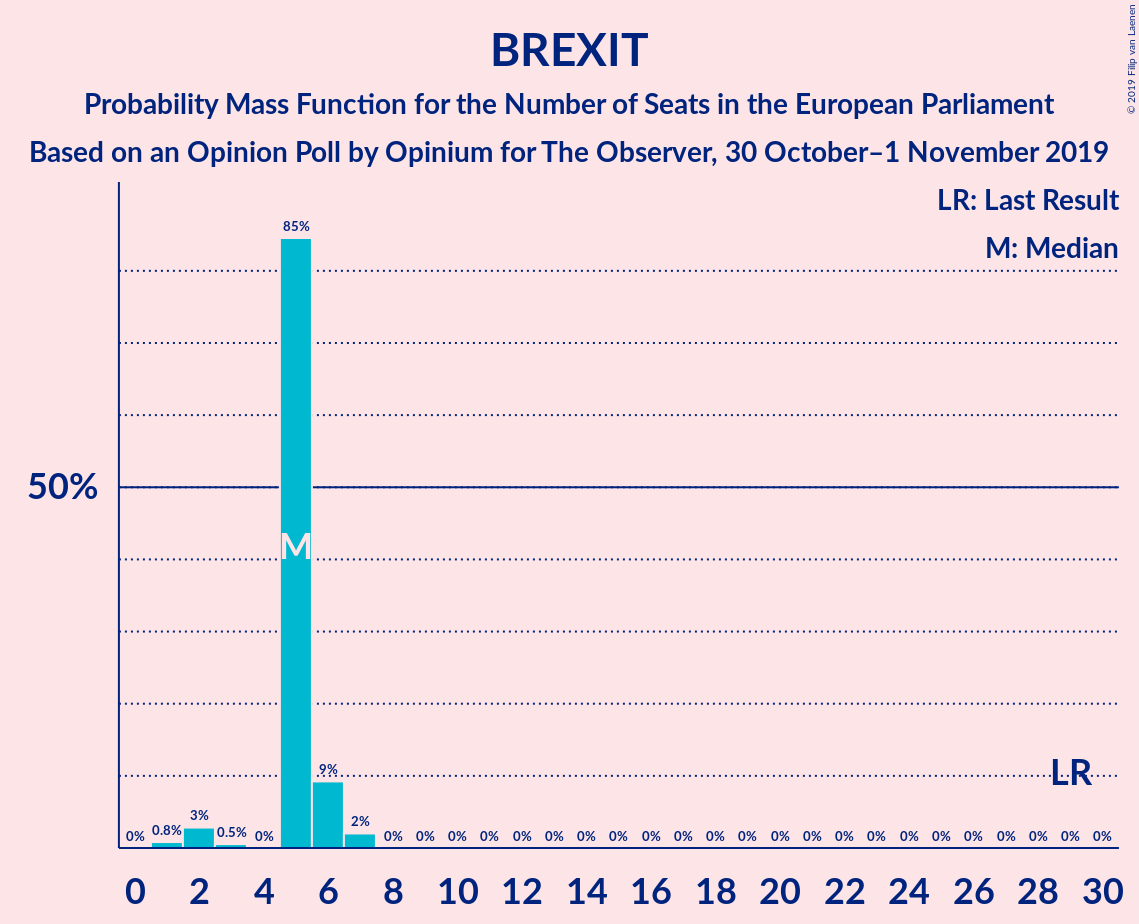 BREXIT
Probability Mass Function for the Number of Seats in the European Parliament
Based on an Opinion Poll by Opinium for The Observer, 30 October–1 November 2019
© 2019 Filip van Laenen
LR: Last Result
M: Median
85%
50%
M
LR
0% 0.8% 3% 0.5% 0% 9% 2% 0% 0% 0% 0% 0% 0% 0% 0% 0% 0% 0% 0% 0% 0% 0% 0% 0% 0% 0% 0% 0% 0% 0% 0%
0 2 4 6 8 10 12 14 16 18 20 22 24 26 28 30